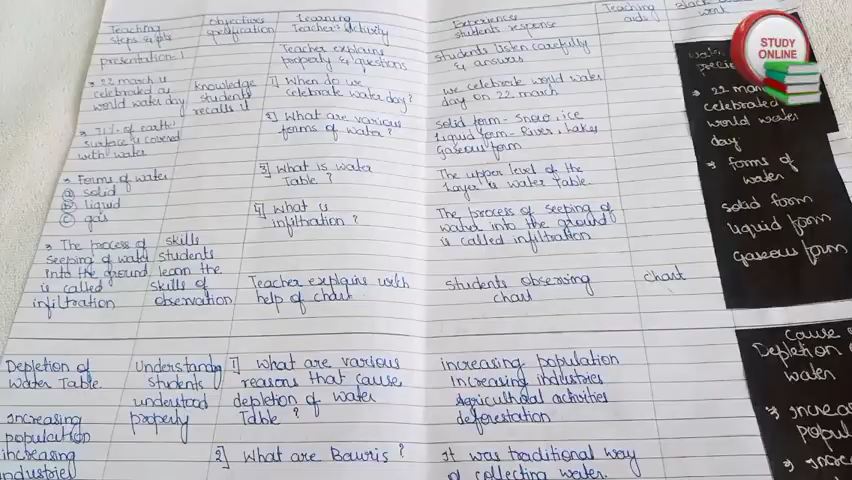 Teaching steps & pts
Objectives specification
Learning
Teacher's Activity
Experiences
students response
Teaching aids
Black
work
STUDY
ONLINE
presentation-1
Teacher explains
properly & questions
students listen carefully
& answers
→ 22 march is
celebrated as
world water day
knowledge
students
recalls it
1] When do we
celebrate water day?
we celebrate world water
day on 22 march
→ 71% of earth's
surface is covered
with water
2] What are various
forms of water?
solid form - Snow, ice
Liquid form - River, lakes
Gaseous form
→ Forms of water
(a) solid
(b) liquid
(c) gas
3] What is water
Table?
The upper level of the
layer is water Table.
4] What is
infiltration?
The process of seeping of
water into the ground
is called infiltration
→ The process of
seeping of water
into the ground
is called
infiltration
skills
students
learn the
skills of
observation
Teacher explains with
help of chart
students observing
chart
chart
Depletion of
Water Table
Increasing
population
increasing
industries
Understanding
students
understood
properly
1] What are various
reasons that cause
depletion of water
Table?
increasing population
Increasing industries
agricultural activities
deforestation
2] What are Bauris?
It was traditional way
of collecting water.
→ 22 mar
celebrated
world water
day
→ forms of
water
solid form
liquid form
gaseous form
Cause
Depletion
water
→ Increas
popul
→ Incre